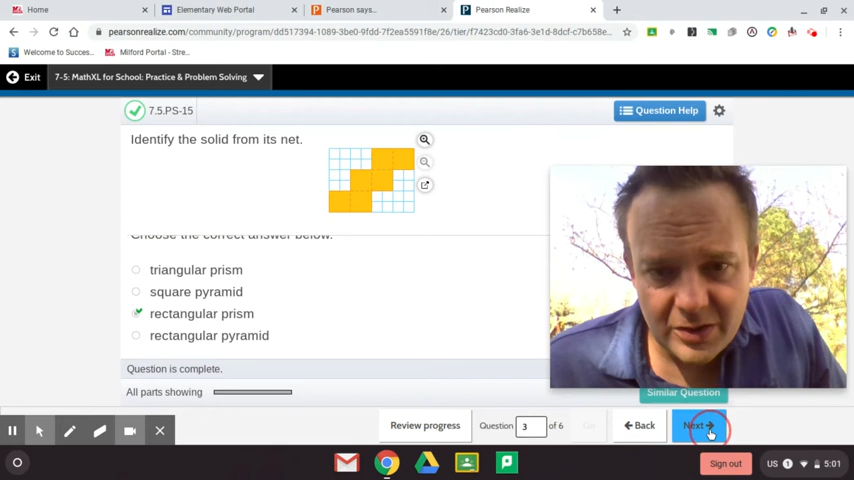 Home
Elementary Web Portal
Pearson says...
Pearson Realize
pearsonrealize.com/community/program/dd517394-1089-3be0-9fdd-7f2ea5591f8e/26/tier/f7423cd0-3fa6-3e1d-8dcf-c7b658e...
Welcome to Succes...
Milford Portal - Stre...
Exit
7-5: MathXL for School: Practice & Problem Solving
7.5.PS-15
Question Help
Identify the solid from its net.
Choose the correct answer below.
triangular prism
square pyramid
rectangular prism
rectangular pyramid
Question is complete.
All parts showing
Similar Question
Review progress
Question 3 of 6
Back
Next
Sign out
US 1 5:01